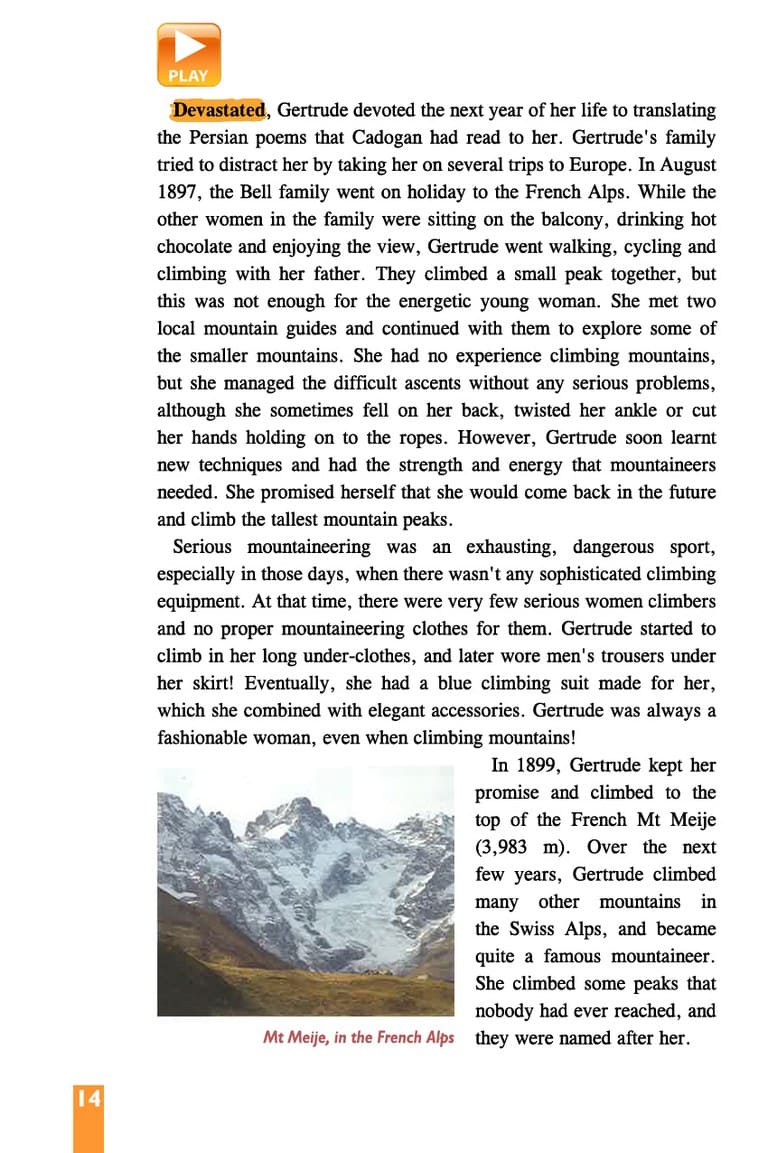 PLAY
Devastated, Gertrude devoted the next year of her life to translating
the Persian poems that Cadogan had read to her. Gertrude's family
tried to distract her by taking her on several trips to Europe. In August
1897, the Bell family went on holiday to the French Alps. While the
other women in the family were sitting on the balcony, drinking hot
chocolate and enjoying the view, Gertrude went walking, cycling and
climbing with her father. They climbed a small peak together, but
this was not enough for the energetic young woman. She met two
local mountain guides and continued with them to explore some of
the smaller mountains. She had no experience climbing mountains,
but she managed the difficult ascents without any serious problems,
although she sometimes fell on her back, twisted her ankle or cut
her hands holding on to the ropes. However, Gertrude soon learnt
new techniques and had the strength and energy that mountaineers
needed. She promised herself that she would come back in the future
and climb the tallest mountain peaks.
Serious mountaineering was an exhausting, dangerous sport,
especially in those days, when there wasn't any sophisticated climbing
equipment. At that time, there were very few serious women climbers
and no proper mountaineering clothes for them. Gertrude started to
climb in her long under-clothes, and later wore men's trousers under
her skirt! Eventually, she had a blue climbing suit made for her,
which she combined with elegant accessories. Gertrude was always a
fashionable woman, even when climbing mountains!
In 1899, Gertrude kept her
promise and climbed to the
top of the French Mt Meije
(3,983 m). Over the next
few years, Gertrude climbed
many other mountains in
the Swiss Alps, and became
quite a famous mountaineer.
She climbed some peaks that
nobody had ever reached, and
they were named after her.
Mt Meije, in the French Alps
14